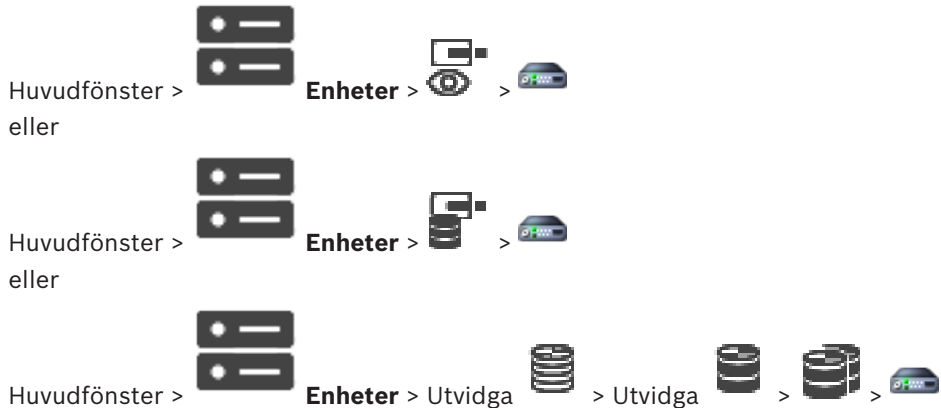 Huvudfönster > Enheter > >
eller
Huvudfönster > Enheter > >
eller
Huvudfönster > Enheter > Utvidga > Utvidga > >